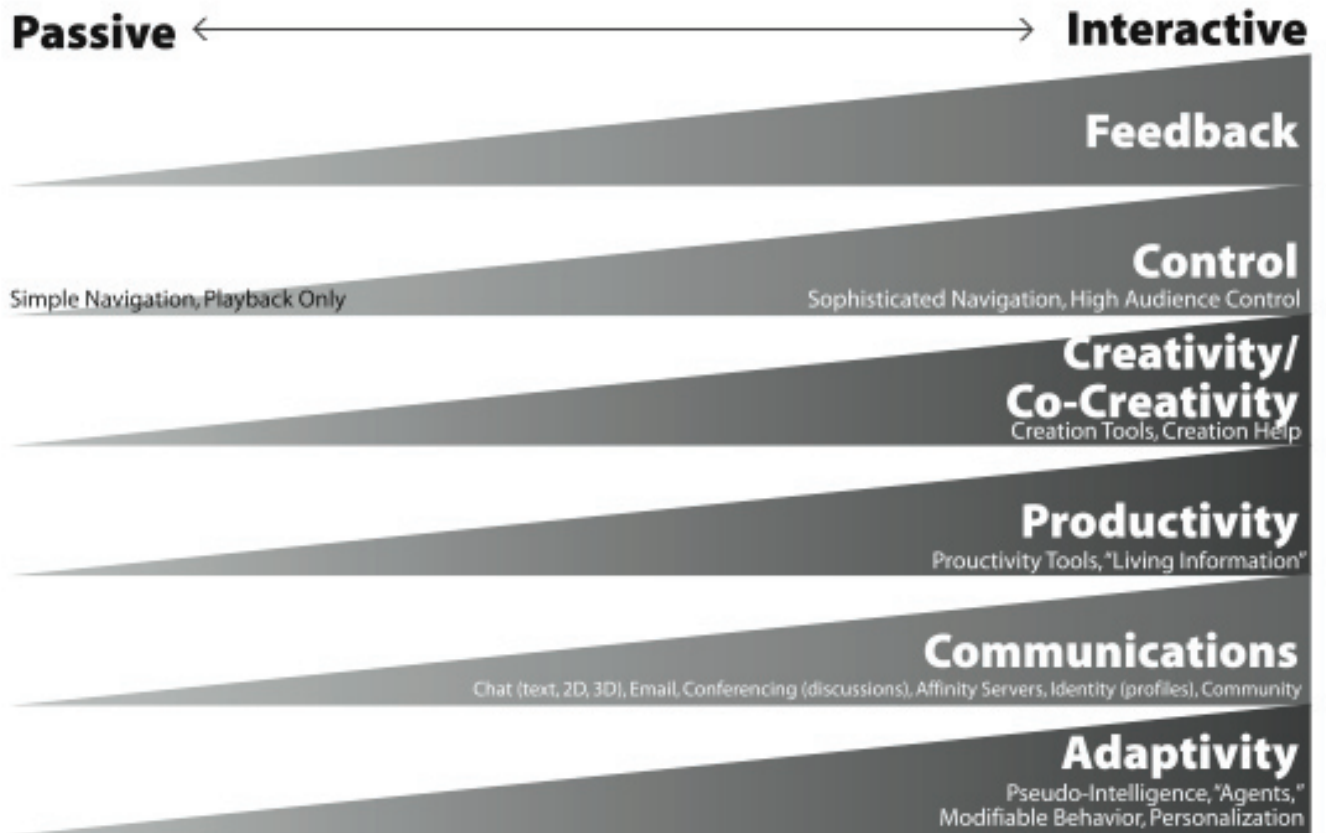 Passive
Interactive
Feedback
Control
Simple Navigation, Playback Only
Sophisticated Navigation, High Audience Control
Creativity/
Co-Creativity
Creation Tools, Creation Help
Productivity
Prouctivity Tools, "Living Information"
Communications
Chat (text, 2D, 3D), Email, Conferencing (discussions), Affinity Servers, Identity (profiles), Community
Adaptivity
Pseudo-Intelligence, "Agents,"
Modifiable Behavior, Personalization